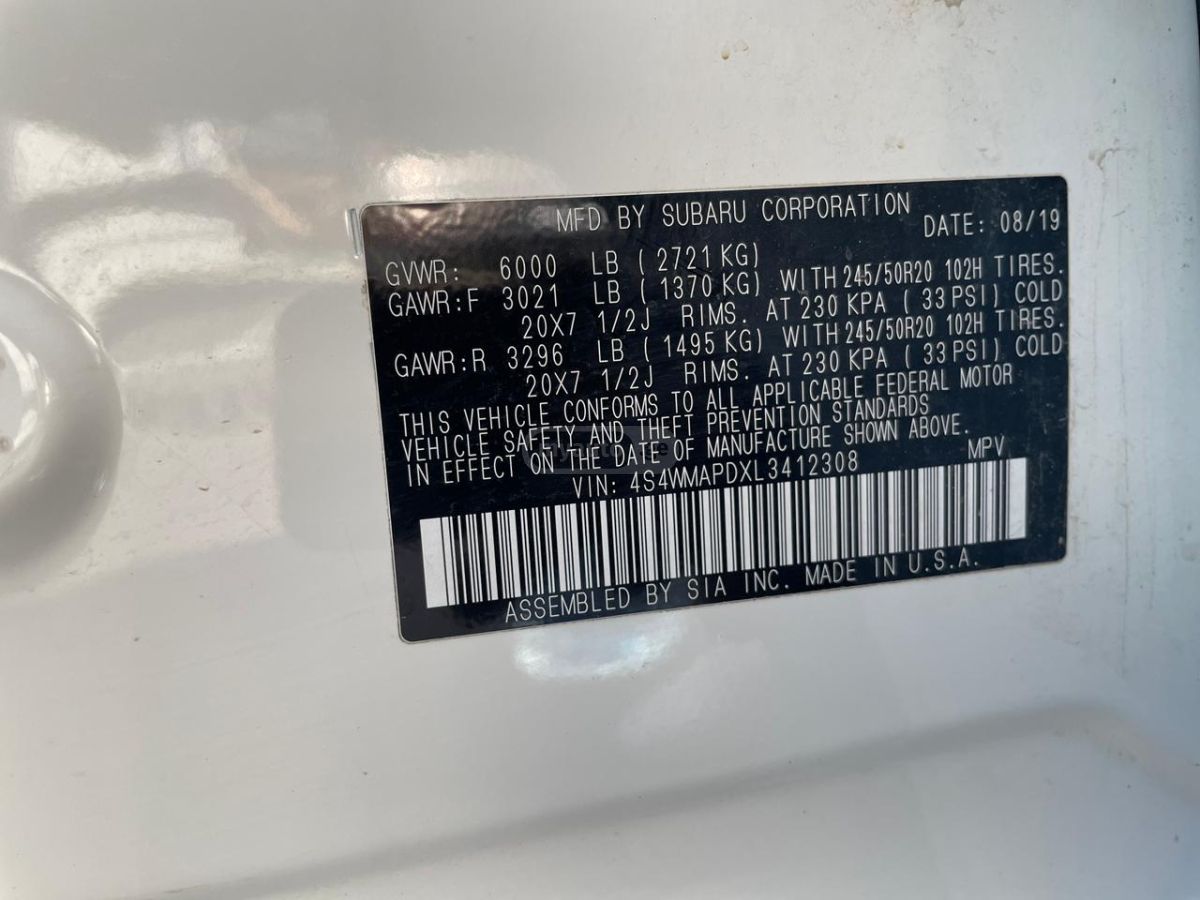 MFD BY SUBARU CORPORATION DATE: 08/19
GVWR: 6000 LB ( 2721 KG)
GAWR:F 3021 LB ( 1370 KG) WITH 245/50R20 102H TIRES.
20X7 1/2J RIMS. AT 230 KPA ( 33 PSI) COLD
GAWR:R 3296 LB ( 1495 KG) WITH 245/50R20 102H TIRES.
20X7 1/2J RIMS. AT 230 KPA ( 33 PSI) COLD
THIS VEHICLE CONFORMS TO ALL APPLICABLE FEDERAL MOTOR
VEHICLE SAFETY AND THEFT PREVENTION STANDARDS
IN EFFECT ON THE DATE OF MANUFACTURE SHOWN ABOVE.
VIN: 4S4WMAPDXL3412308 MPV
ASSEMBLED BY SIA INC. MADE IN U.S.A.